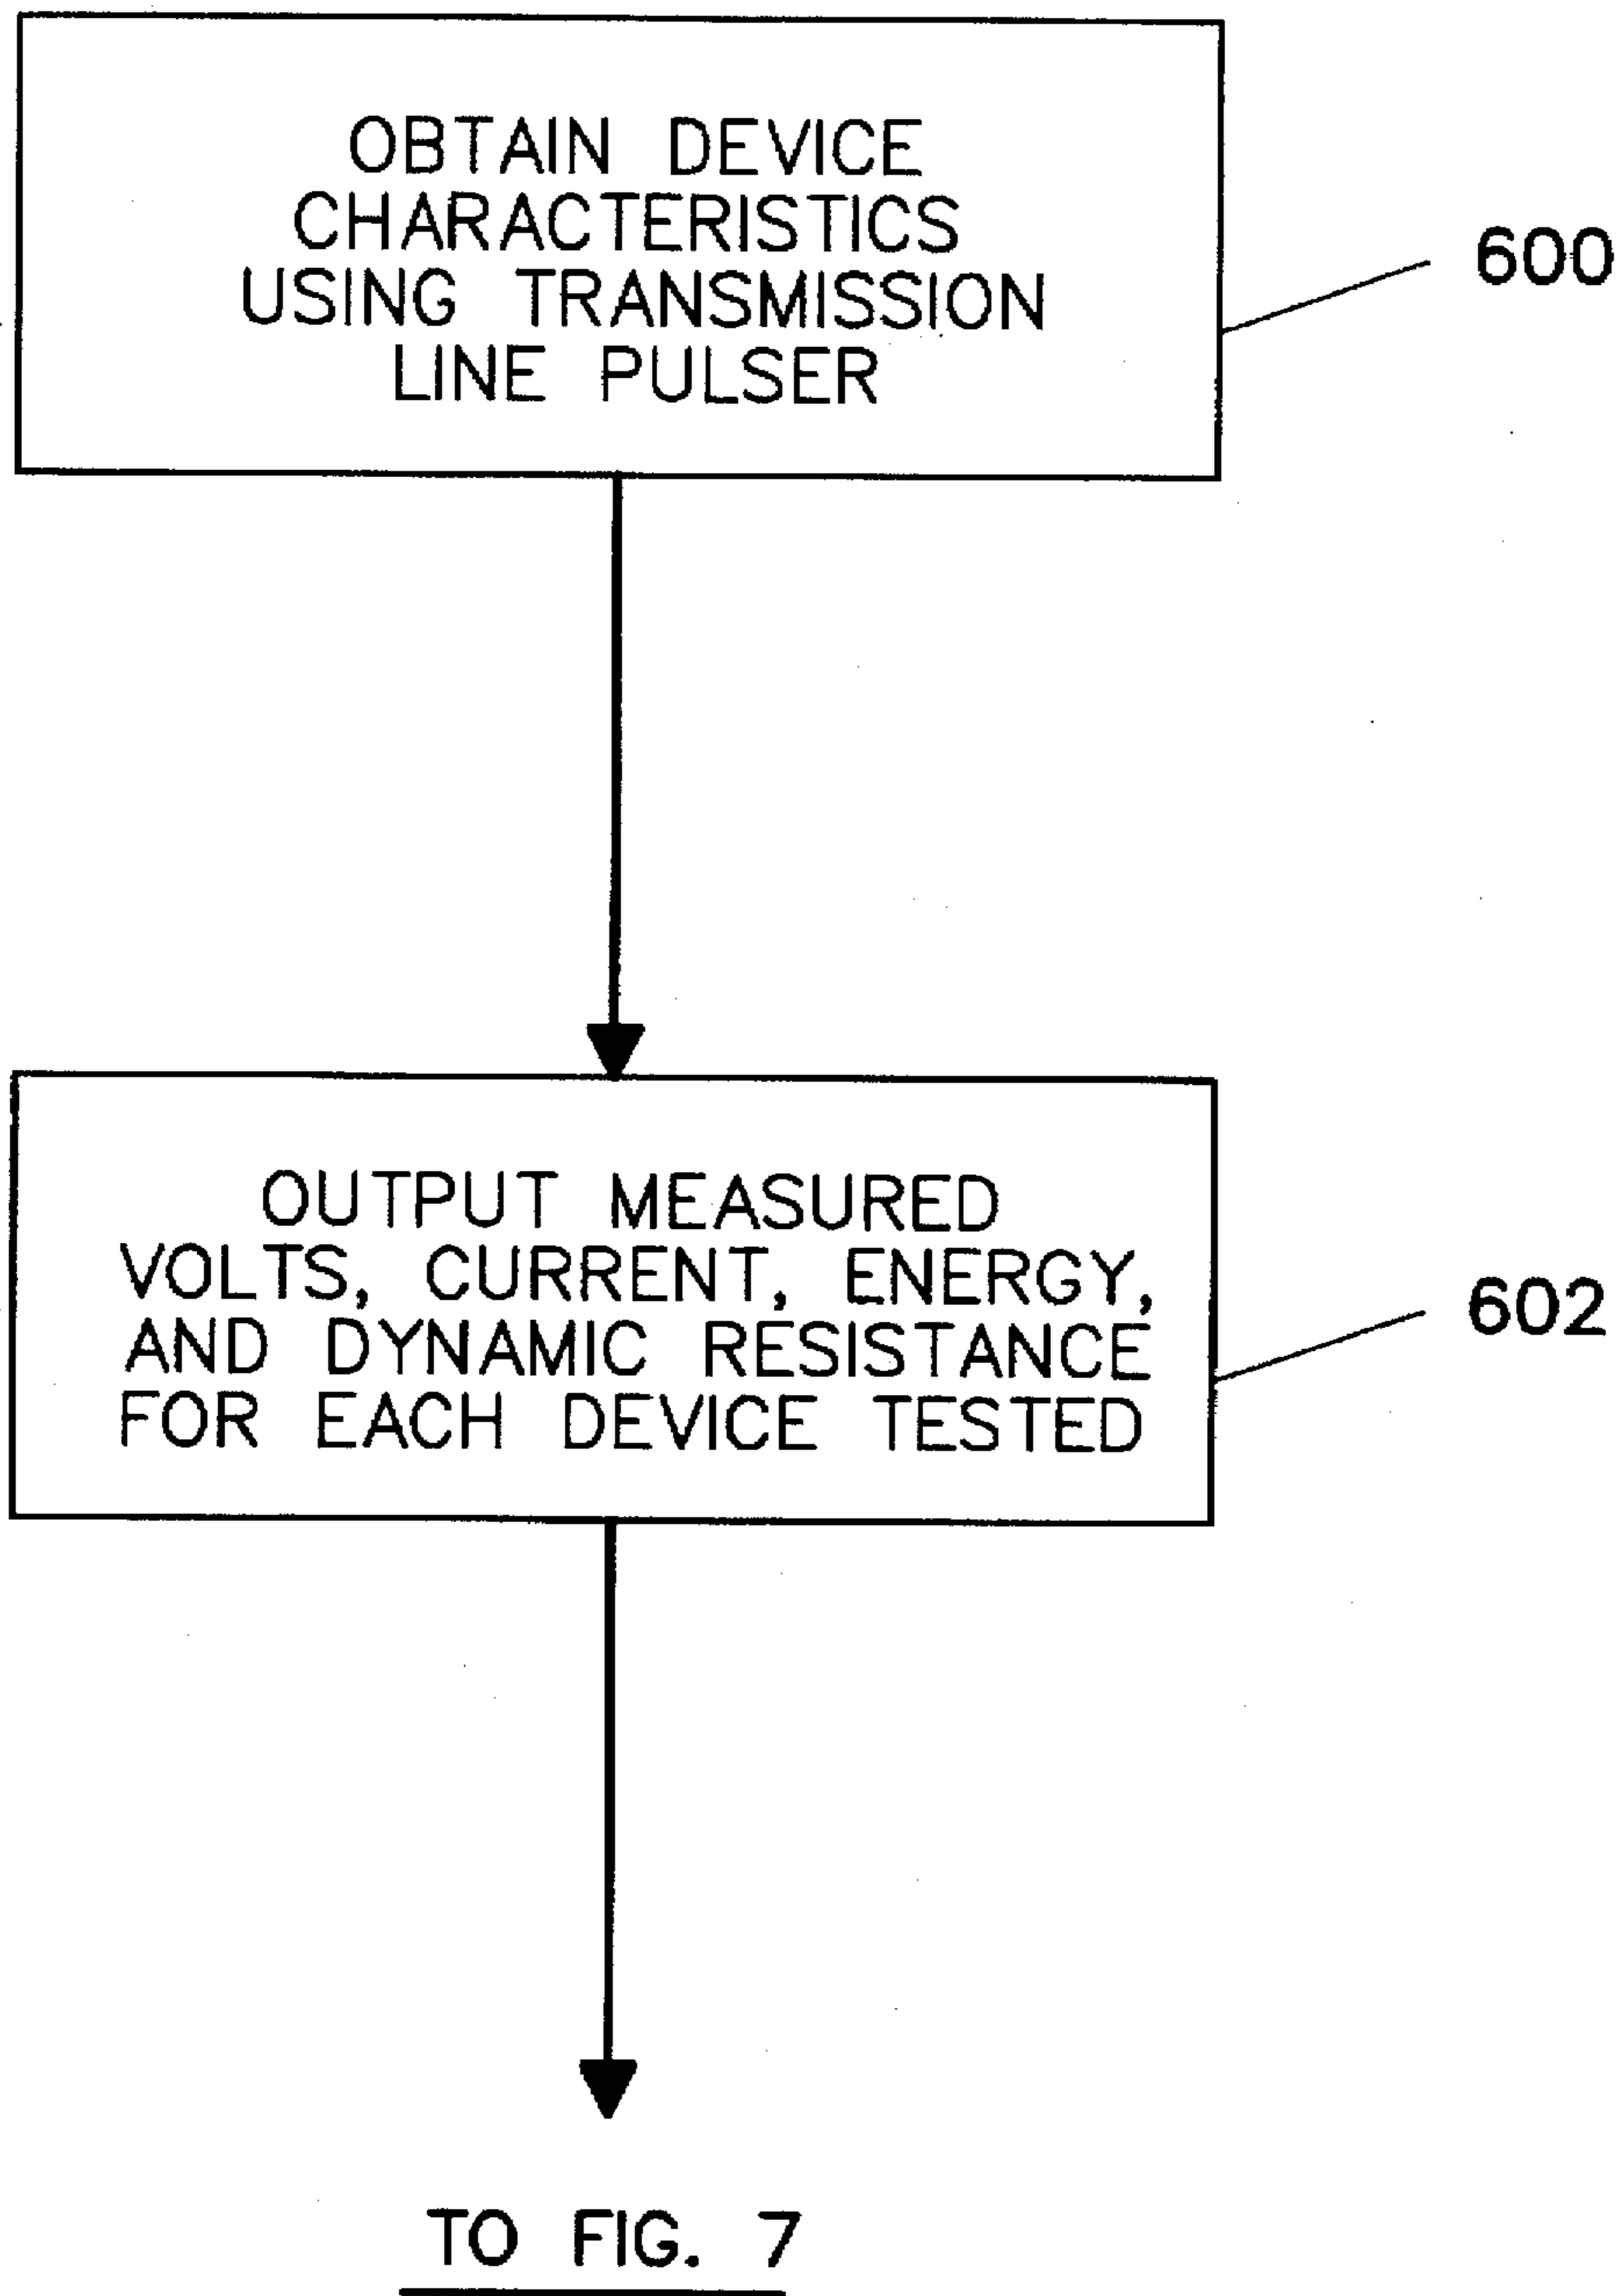 OBTAIN DEVICE
CHARACTERISTICS
USING TRANSMISSION
LINE PULSER
600
OUTPUT MEASURED
VOLTS, CURRENT, ENERGY,
AND DYNAMIC RESISTANCE
FOR EACH DEVICE TESTED
602
TO FIG. 7